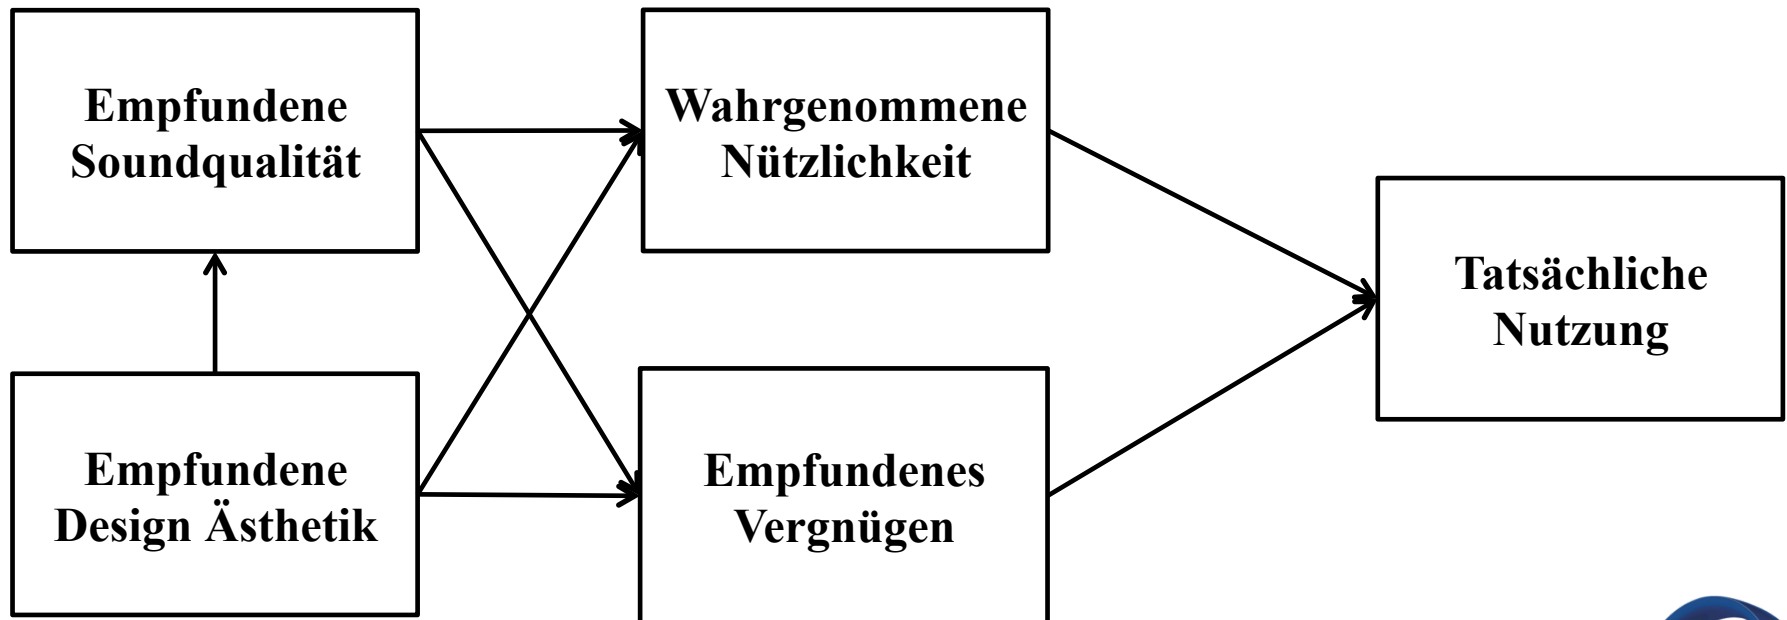 Empfundene
Soundqualität
Wahrgenommene
Nützlichkeit
Tatsächliche
Nutzung
Empfundene
Design Ästhetik
Empfundenes
Vergnügen